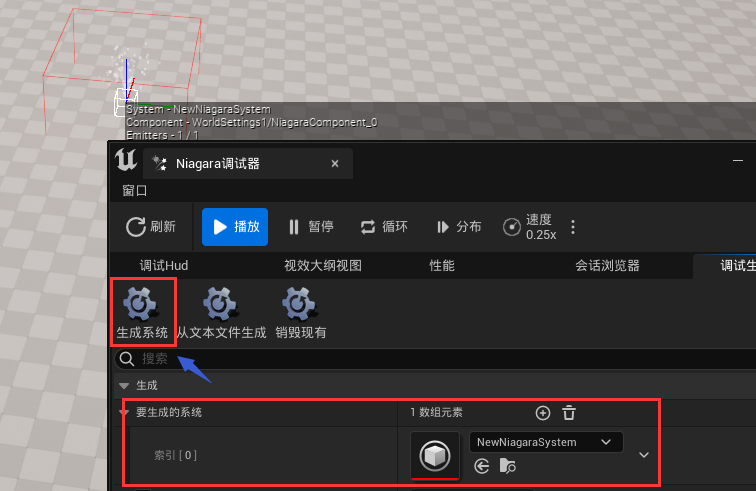 System - NewNiagaraSystem
Component - WorldSettings1/NiagaraComponent_0
Emitters - 1 / 1
Niagara调试器
窗口
刷新 播放 暂停 循环 分布 速度 0.25x
调试Hud 视效大纲视图 性能 会话浏览器 调试生
生成系统 从文本文件生成 销毁现有
搜索
生成
要生成的系统 1 数组元素
索引 [ 0 ] NewNiagaraSystem